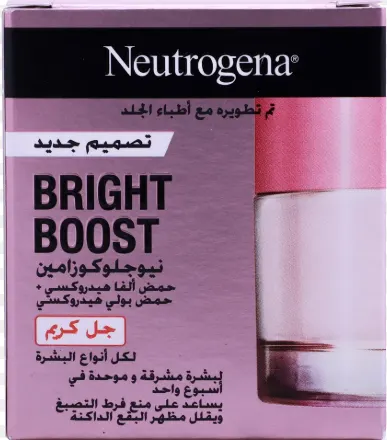 Neutrogena®
تم تطويره مع أطباء الجلد
تصميم جديد
BRIGHT
BOOST
نيوجلوكوزامين
حمض ألفا هيدروكسي +
حمض بولي هيدروكسي
جل كريم
لكل أنواع البشرة
لبشرة مشرقة و موحدة في
أسبوع واحد
يساعد على منع فرط التصبغ
ويقلل مظهر البقع الداكنة